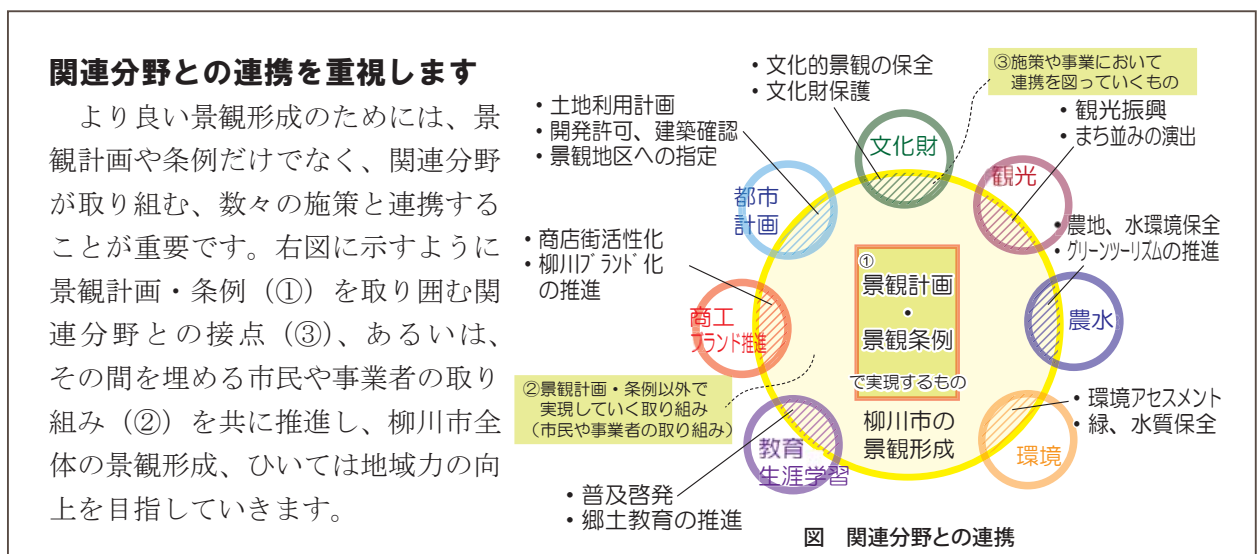 関連分野との連携を重視します
　より良い景観形成のためには、景
観計画や条例だけでなく、関連分野
が取り組む、数々の施策と連携する
ことが重要です。右図に示すように
景観計画・条例（①）を取り囲む関
連分野との接点（③）、あるいは、
その間を埋める市民や事業者の取り
組み（②）を共に推進し、柳川市全
体の景観形成、ひいては地域力の向
上を目指していきます。
・文化的景観の保全
・文化財保護
③施策や事業において
連携を図っていくもの
・土地利用計画
・開発許可、建築確認
・景観地区への指定
・観光振興
・まち並みの演出
文化財
観光
都市
計画
・農地、水環境保全
・グリーンツーリズムの推進
・商店街活性化
・柳川ブランド化
の推進
①
景観計画
・
景観条例
で実現するもの
商工
ブランド推進
農水
②景観計画・条例以外で
実現していく取り組み
（市民や事業者の取り組み）
柳川市の
景観形成
・環境アセスメント
・緑、水質保全
教育
生涯学習
環境
・普及啓発
・郷土教育の推進
図　関連分野との連携